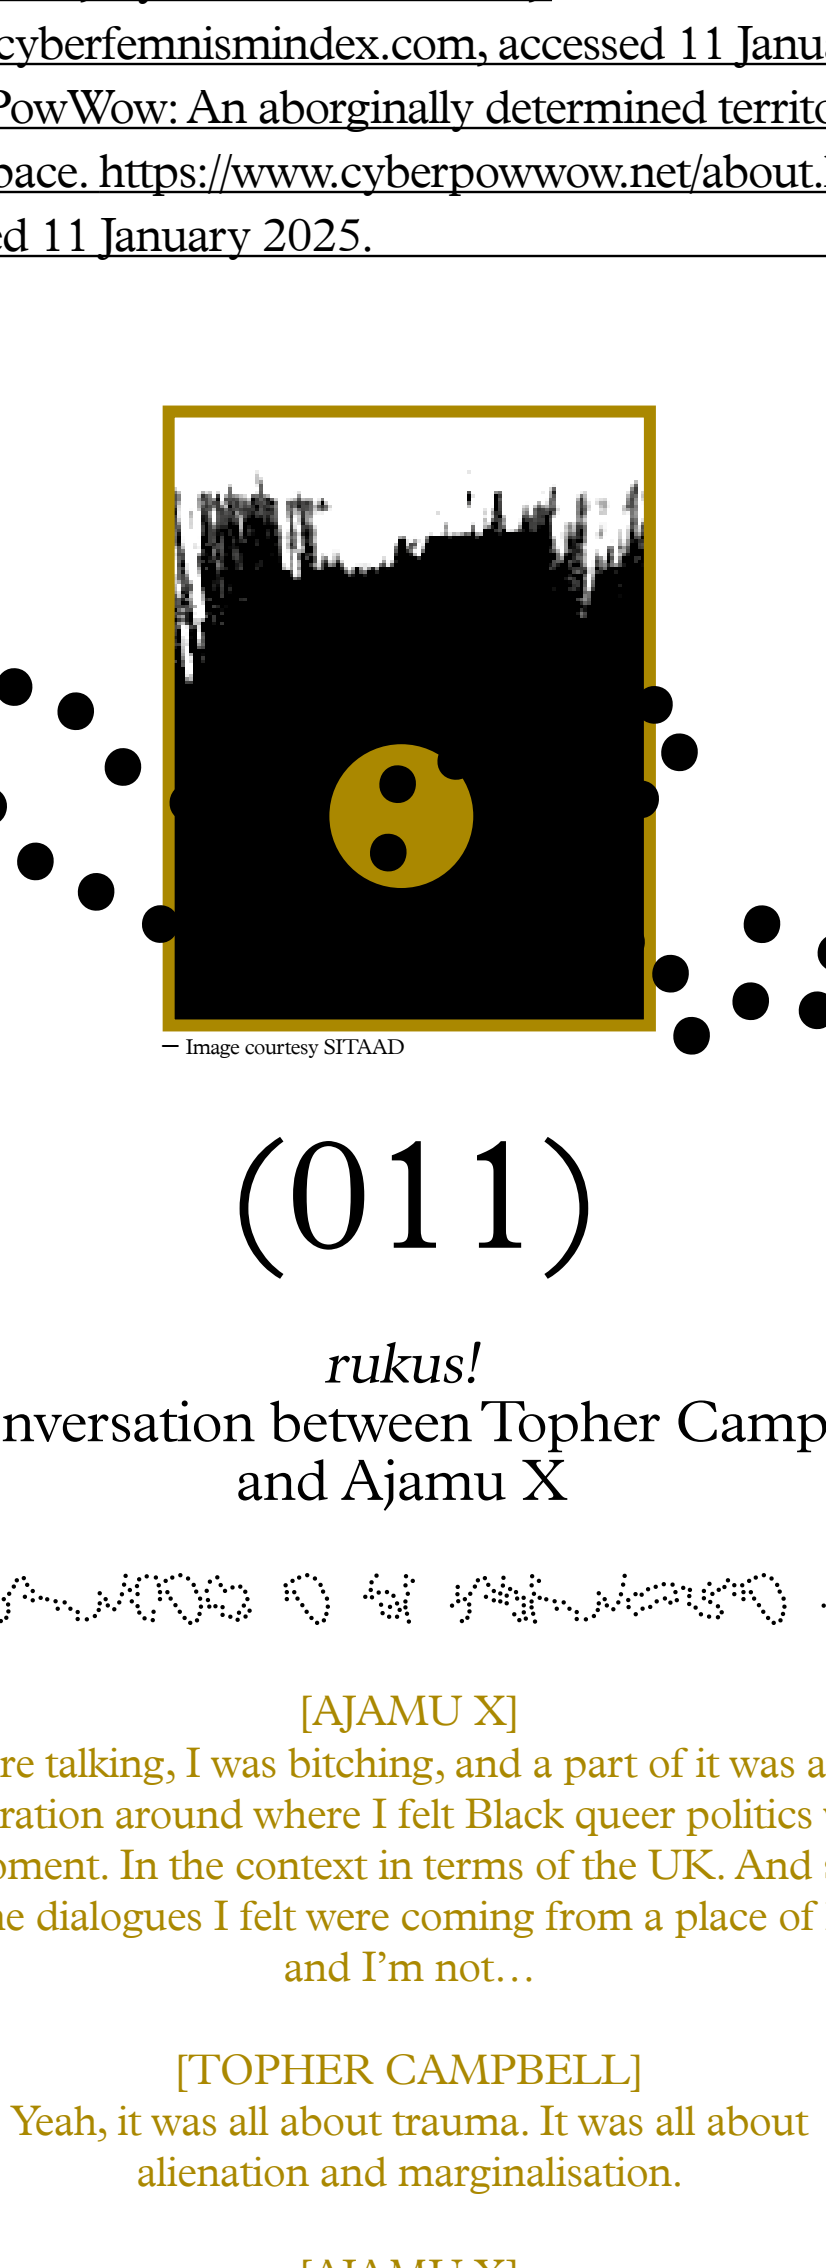 cyberfemnismindex.com, accessed 11 Janu
PowWow: An aborginally determined territo
pace. https://www.cyberpowwow.net/about.
ed 11 January 2025.
— Image courtesy SITAAD
(011)
rukus!
nversation between Topher Camp
and Ajamu X
[AJAMU X]
re talking, I was bitching, and a part of it was a
ration around where I felt Black queer politics
oment. In the context in terms of the UK. And
ne dialogues I felt were coming from a place of
and I’m not…
[TOPHER CAMPBELL]
Yeah, it was all about trauma. It was all about
alienation and marginalisation.
[AJAMU X]